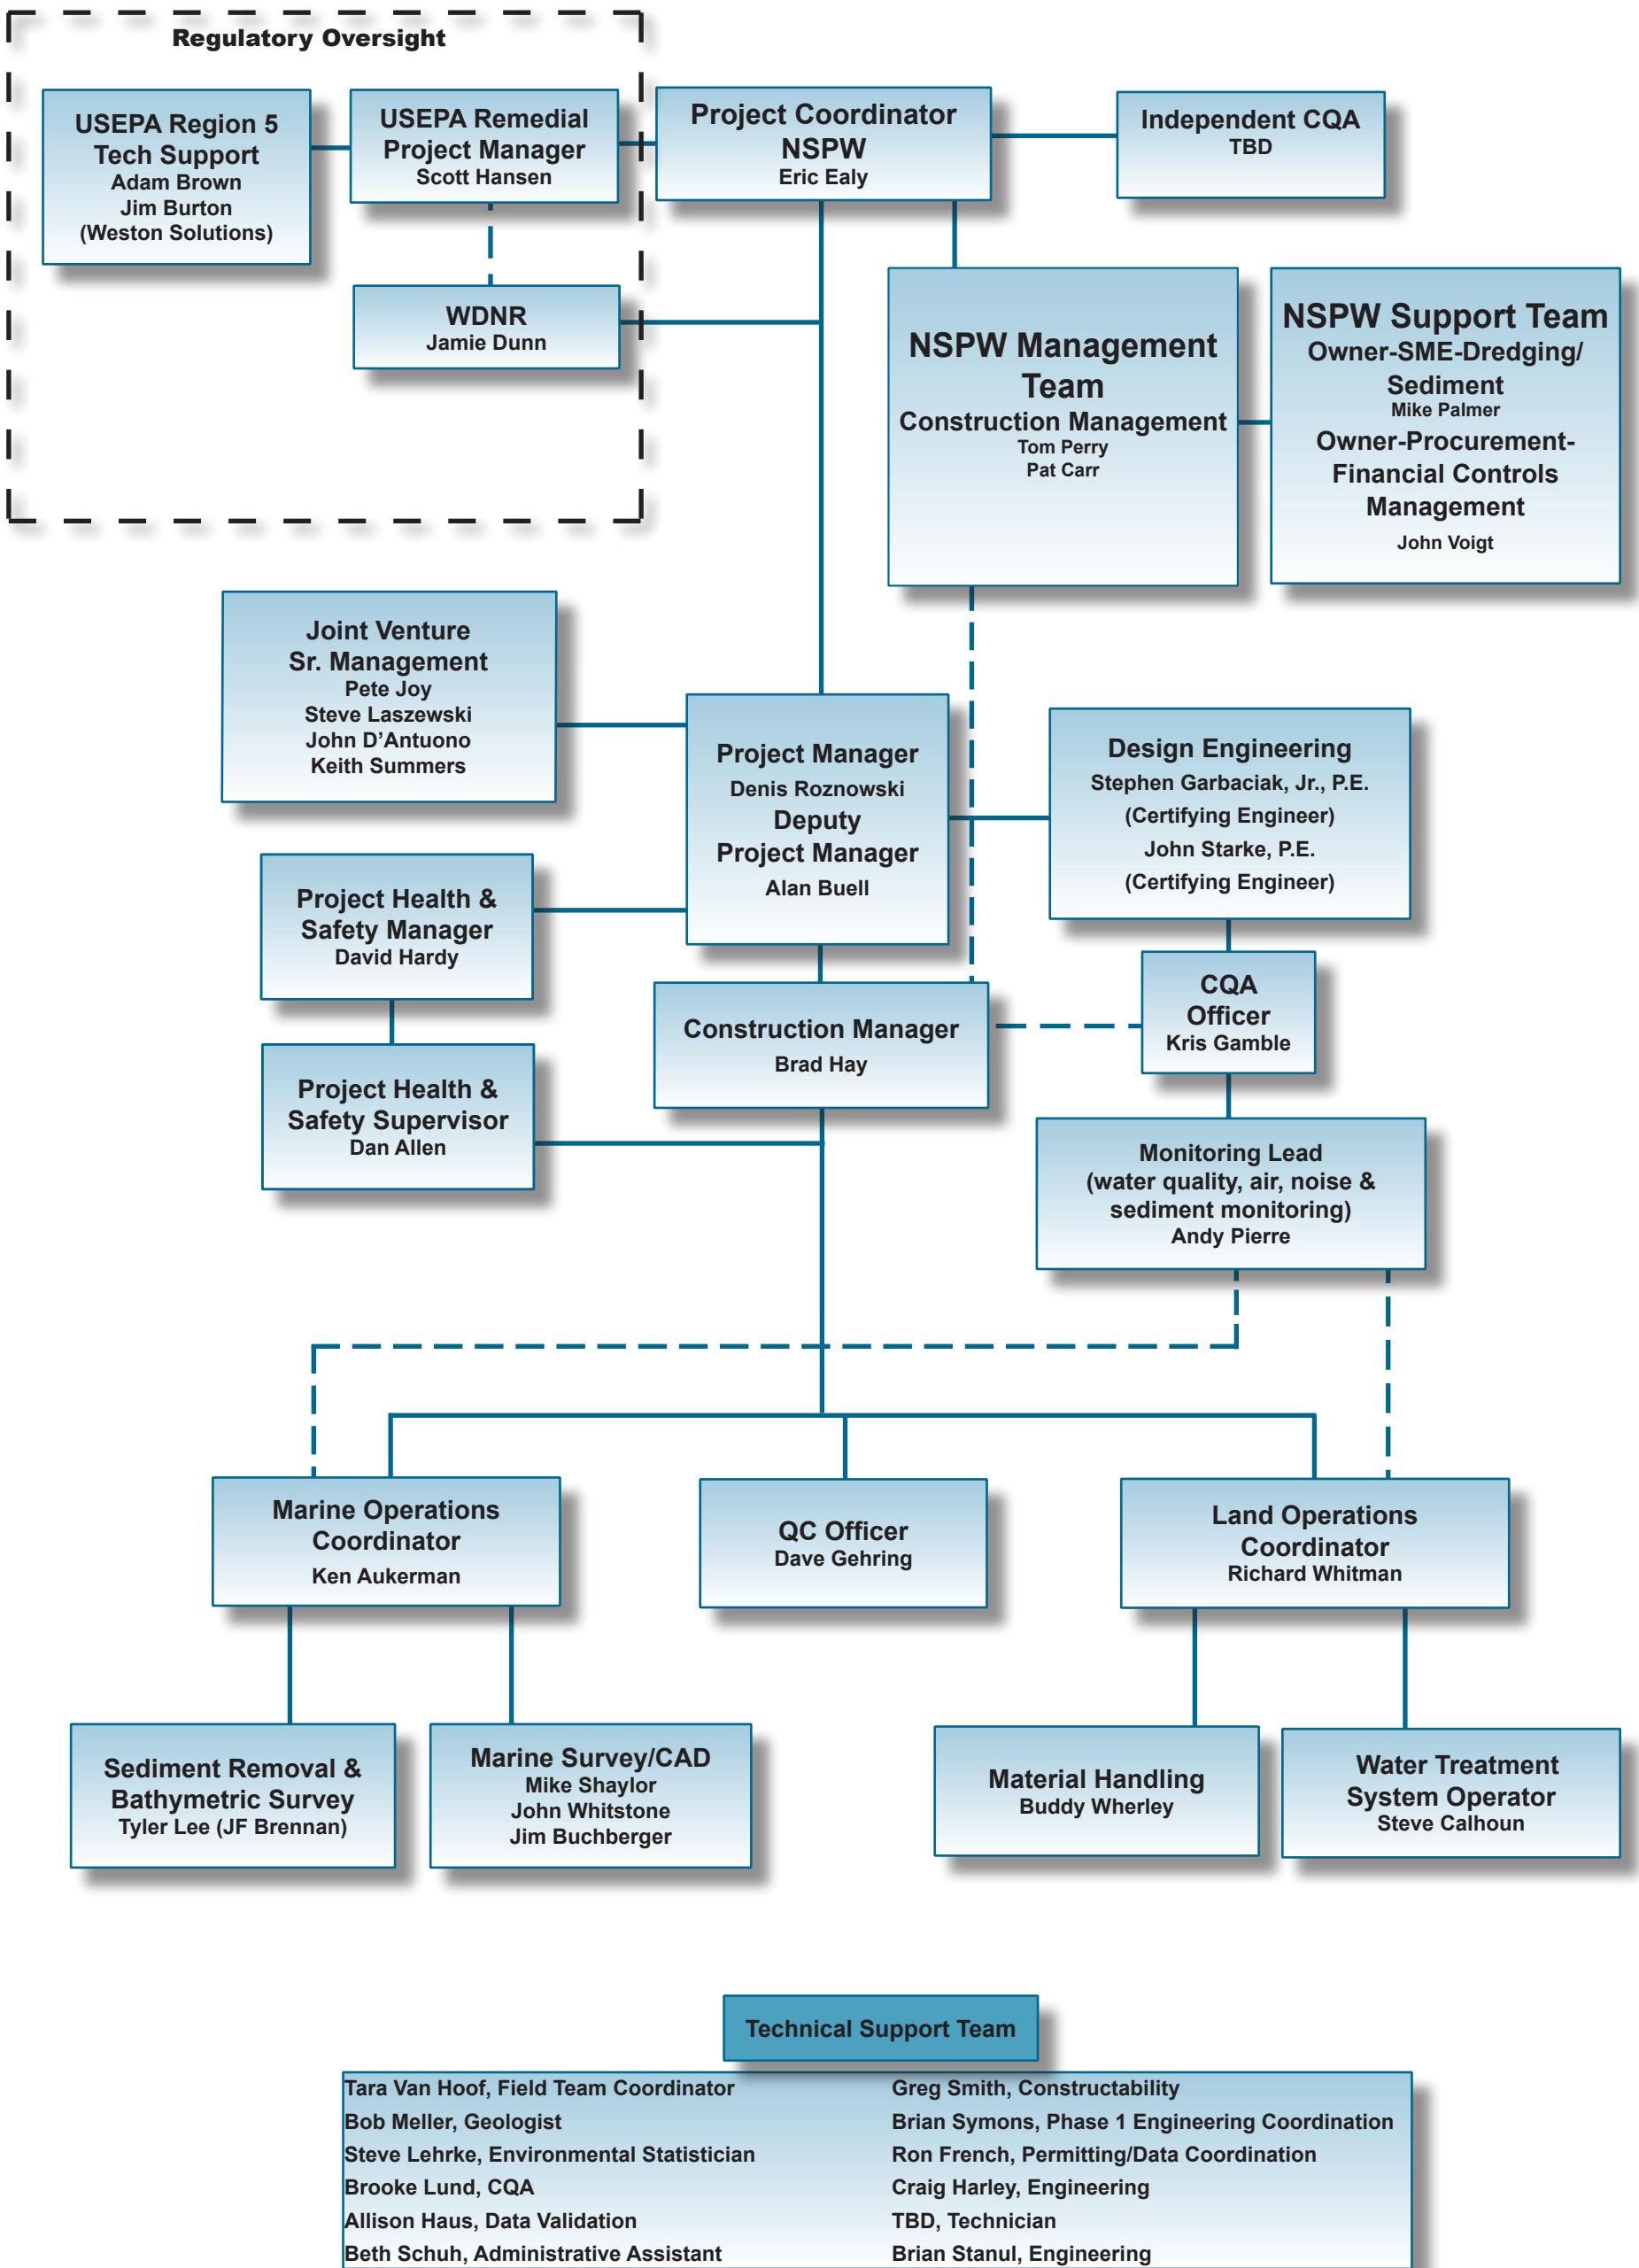 Regulatory Oversight
USEPA Region 5
Tech Support
Adam Brown
Jim Burton
(Weston Solutions)
USEPA Remedial
Project Manager
Scott Hansen
Project Coordinator
NSPW
Eric Ealy
Independent CQA
TBD
WDNR
Jamie Dunn
NSPW Management
Team
Construction Management
Tom Perry
Pat Carr
NSPW Support Team
Owner-SME-Dredging/
Sediment
Mike Palmer
Owner-Procurement-
Financial Controls
Management
John Voigt
Joint Venture
Sr. Management
Pete Joy
Steve Laszewski
John D’Antuono
Keith Summers
Project Manager
Denis Roznowski
Deputy
Project Manager
Alan Buell
Design Engineering
Stephen Garbaciak, Jr., P.E.
(Certifying Engineer)
John Starke, P.E.
(Certifying Engineer)
Project Health &
Safety Manager
David Hardy
Construction Manager
Brad Hay
CQA
Officer
Kris Gamble
Project Health &
Safety Supervisor
Dan Allen
Monitoring Lead
(water quality, air, noise &
sediment monitoring)
Andy Pierre
Marine Operations
Coordinator
Ken Aukerman
QC Officer
Dave Gehring
Land Operations
Coordinator
Richard Whitman
Sediment Removal &
Bathymetric Survey
Tyler Lee (JF Brennan)
Marine Survey/CAD
Mike Shaylor
John Whitstone
Jim Buchberger
Material Handling
Buddy Wherley
Water Treatment
System Operator
Steve Calhoun
Technical Support Team
Tara Van Hoof, Field Team Coordinator
Bob Meller, Geologist
Steve Lehrke, Environmental Statistician
Brooke Lund, CQA
Allison Haus, Data Validation
Beth Schuh, Administrative Assistant
Greg Smith, Constructability
Brian Symons, Phase 1 Engineering Coordination
Ron French, Permitting/Data Coordination
Craig Harley, Engineering
TBD, Technician
Brian Stanul, Engineering